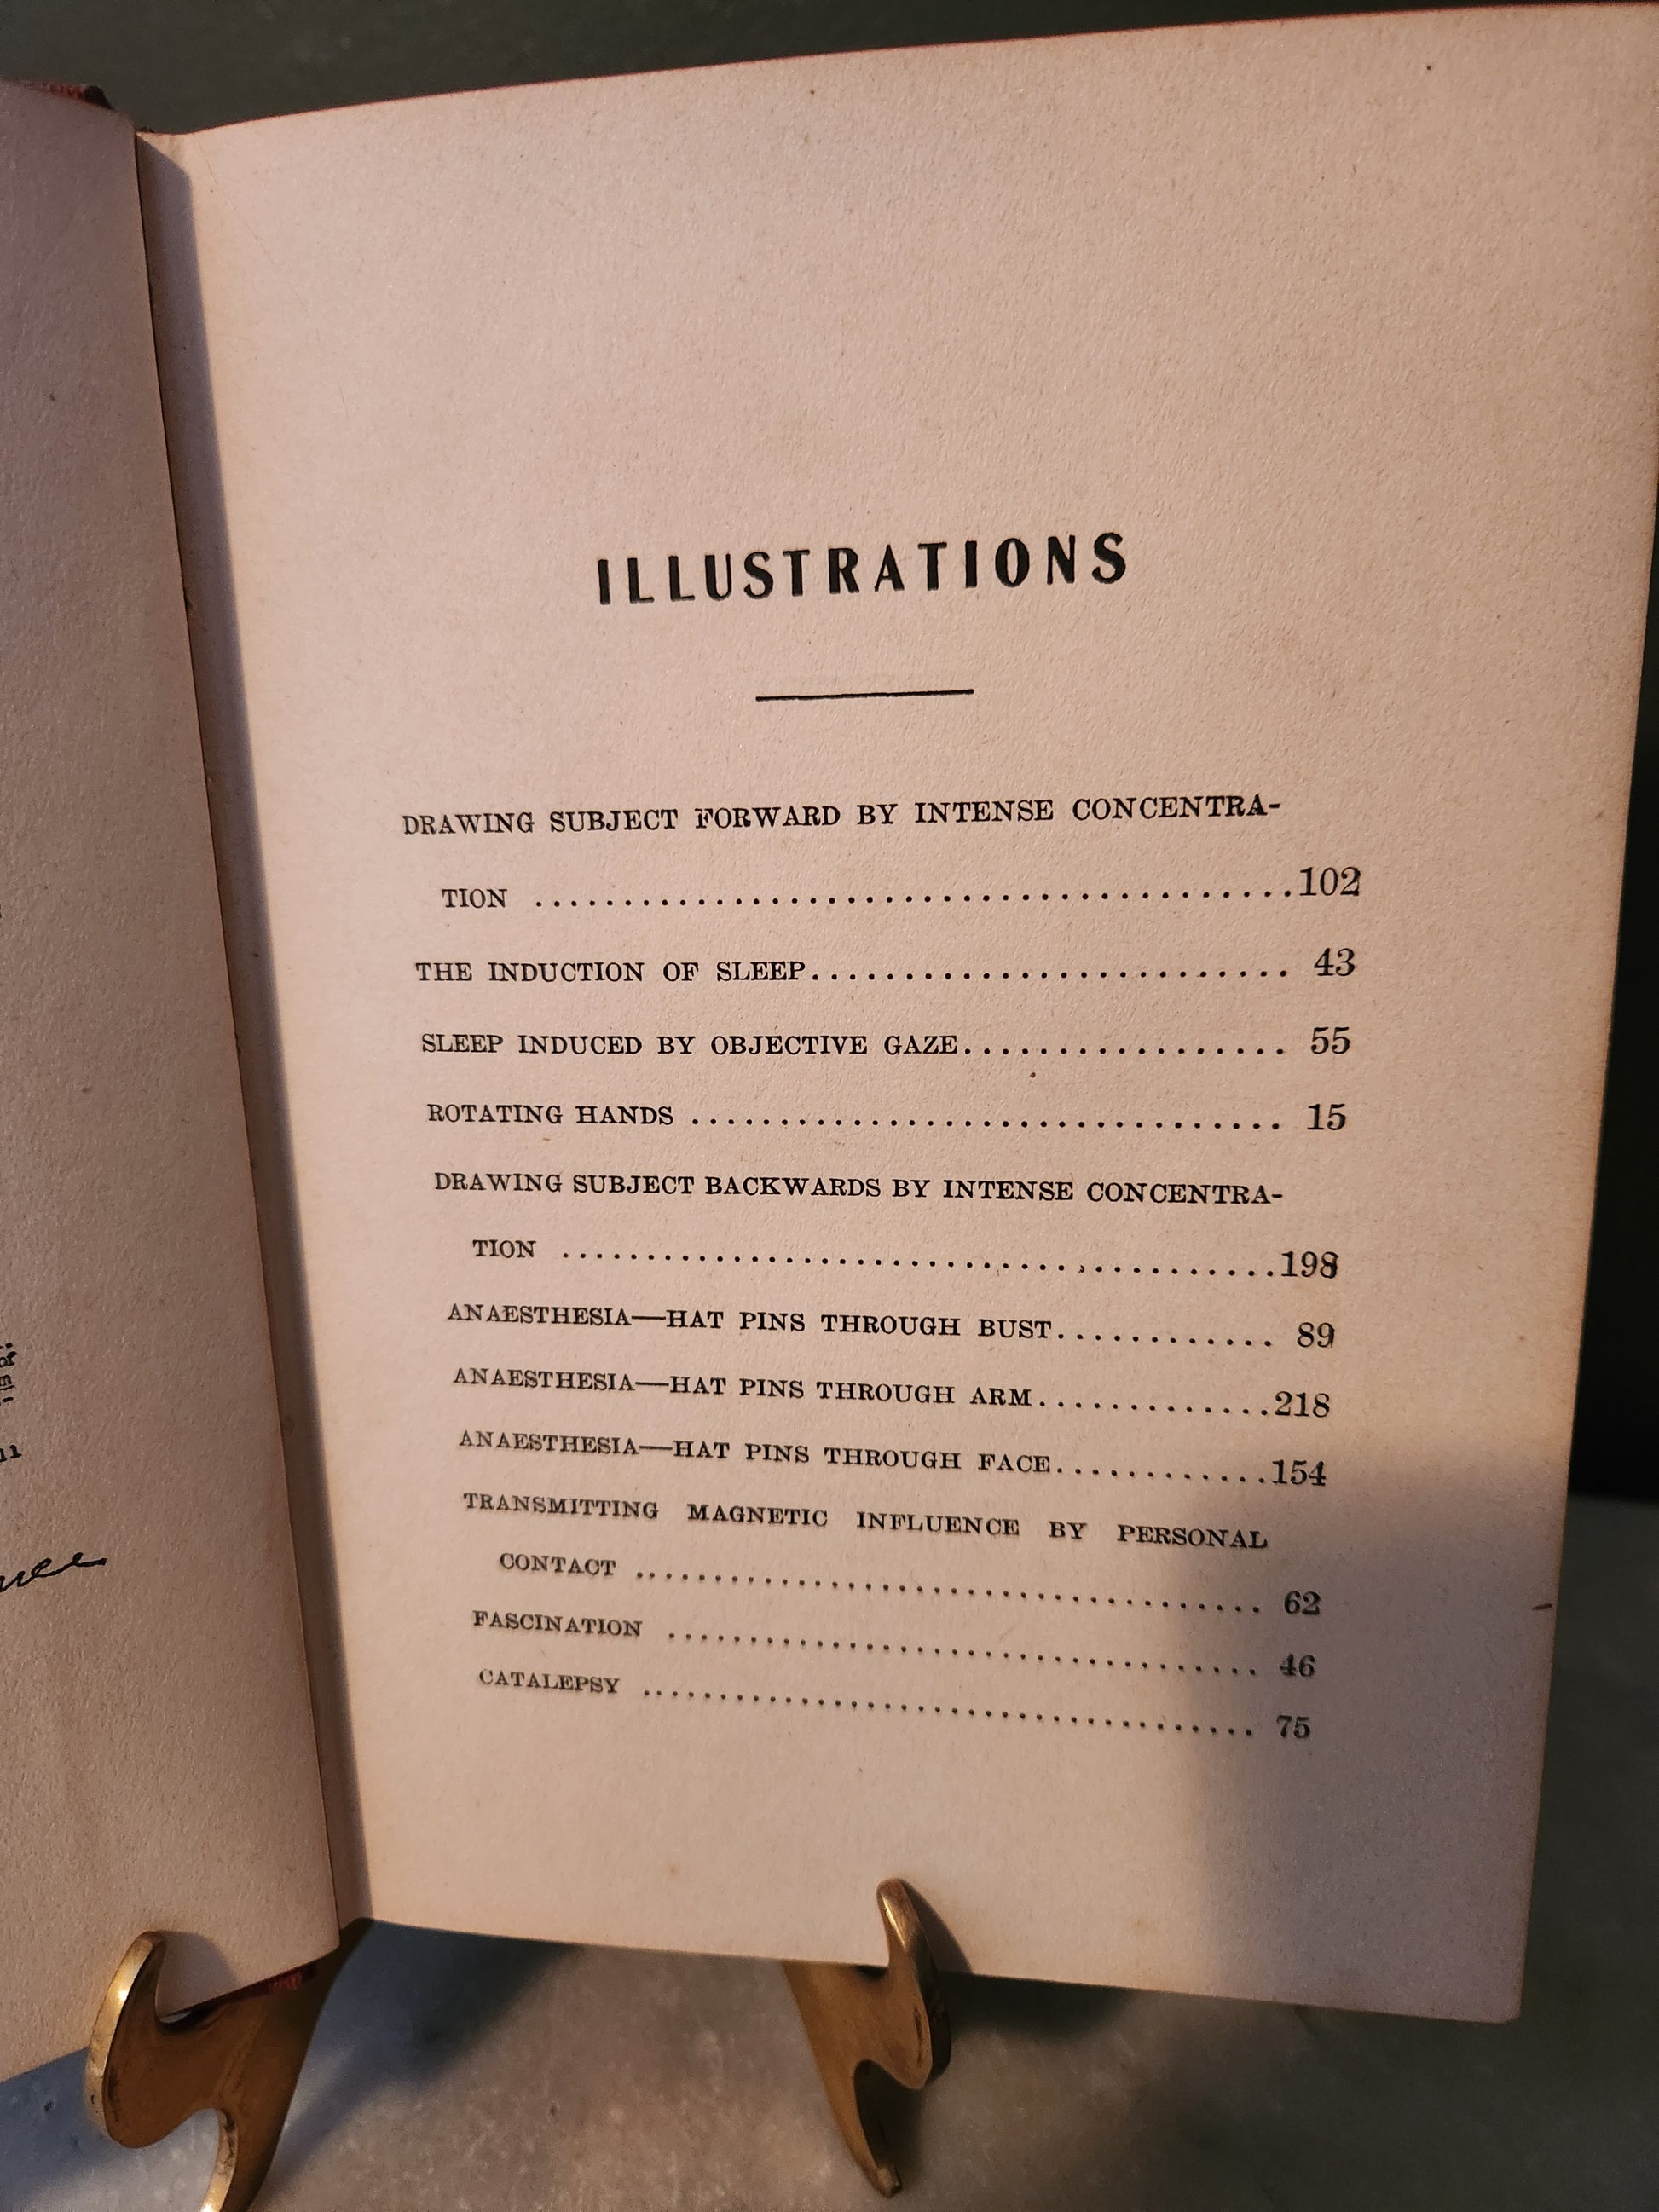 ILLUSTRATIONS
DRAWING SUBJECT FORWARD BY INTENSE CONCENTRA-
TION ..........................................102
THE INDUCTION OF SLEEP........................... 43
SLEEP INDUCED BY OBJECTIVE GAZE.................. 55
ROTATING HANDS .................................. 15
DRAWING SUBJECT BACKWARDS BY INTENSE CONCENTRA-
TION ..........................................198
ANAESTHESIA—HAT PINS THROUGH BUST............ 89
ANAESTHESIA—HAT PINS THROUGH ARM.............218
ANAESTHESIA—HAT PINS THROUGH FACE............154
TRANSMITTING MAGNETIC INFLUENCE BY PERSONAL
CONTACT ...................................... 62
FASCINATION .................................... 46
CATALEPSY ...................................... 75